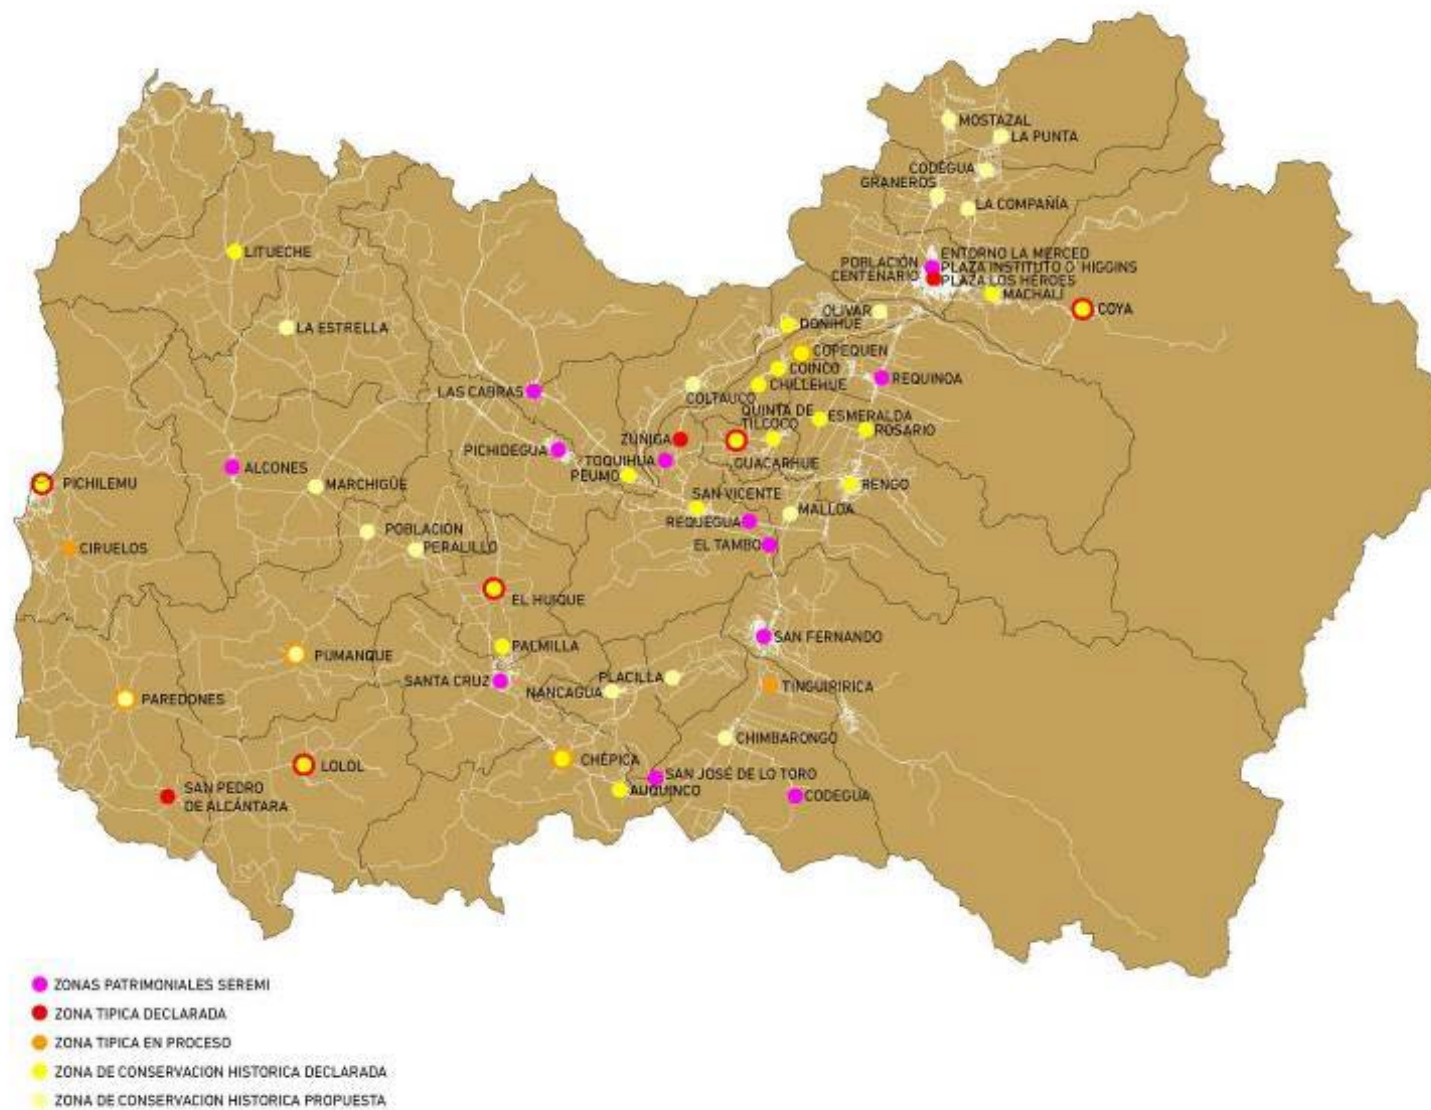 MOSTAZAL
LA PUNTA
CODEGUA
GRANEROS
LA COMPAÑÍA
ENTORNO LA MERCED
POBLACIÓN
CENTENARIO
PLAZA INSTITUTO O' HIGGINS
PLAZA LOS HÉROES
MACHALI
COYA
LITUECHE
LA ESTRELLA
OLIVAR
DOÑIHUE
COPEQUEN
COINCO
CHILLEHUE
REQUINOA
LAS CABRAS
COLTAUCO
QUINTA DE
TILCOCO
ESMERALDA
ROSARIO
ZUÑIGA
PICHIDEGUA
TOQUIHUA
GUACARHUE
PEUMO
ALCONES
PICHILEMU
MARCHIGÜE
RENGO
SAN VICENTE
MALLOA
REQUEGUA
POBLACION
PERALILLO
EL TAMBO
CIRUELOS
EL HUIQUE
SAN FERNANDO
PALMILLA
PUMANQUE
SANTA CRUZ
PLACILLA
NANCAGUA
TINGUIRIRICA
PAREDONES
CHIMBARONGO
CHÉPICA
LOLOL
SAN JOSÉ DE LO TORO
AUQUINCO
CODEGUA
SAN PEDRO
DE ALCÁNTARA
ZONAS PATRIMONIALES SEREMI
ZONA TIPICA DECLARADA
ZONA TIPICA EN PROCESO
ZONA DE CONSERVACION HISTORICA DECLARADA
ZONA DE CONSERVACION HISTORICA PROPUESTA